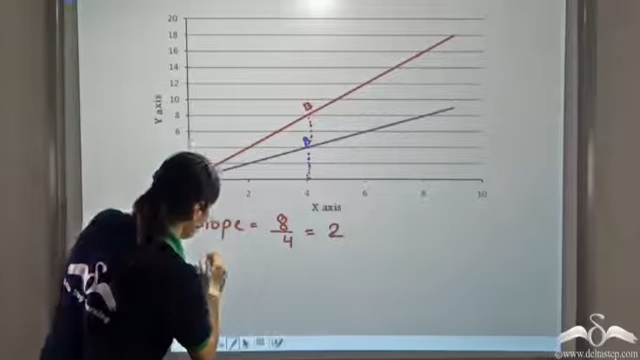 20
18
16
14
12
10
8
6
Y axis
B
2 4 6 8 10
X axis
slope = 8/4 = 2
©www.deltastep.com